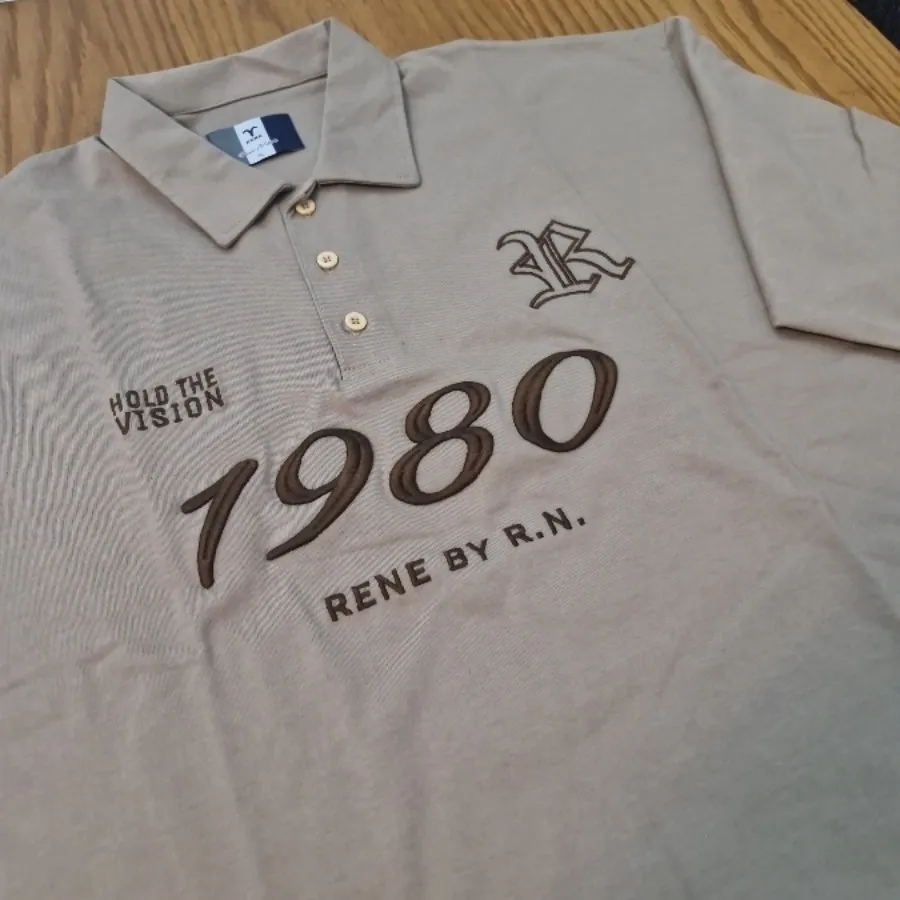 R
HOLD THE
VISION
1980
RENE BY R.N.